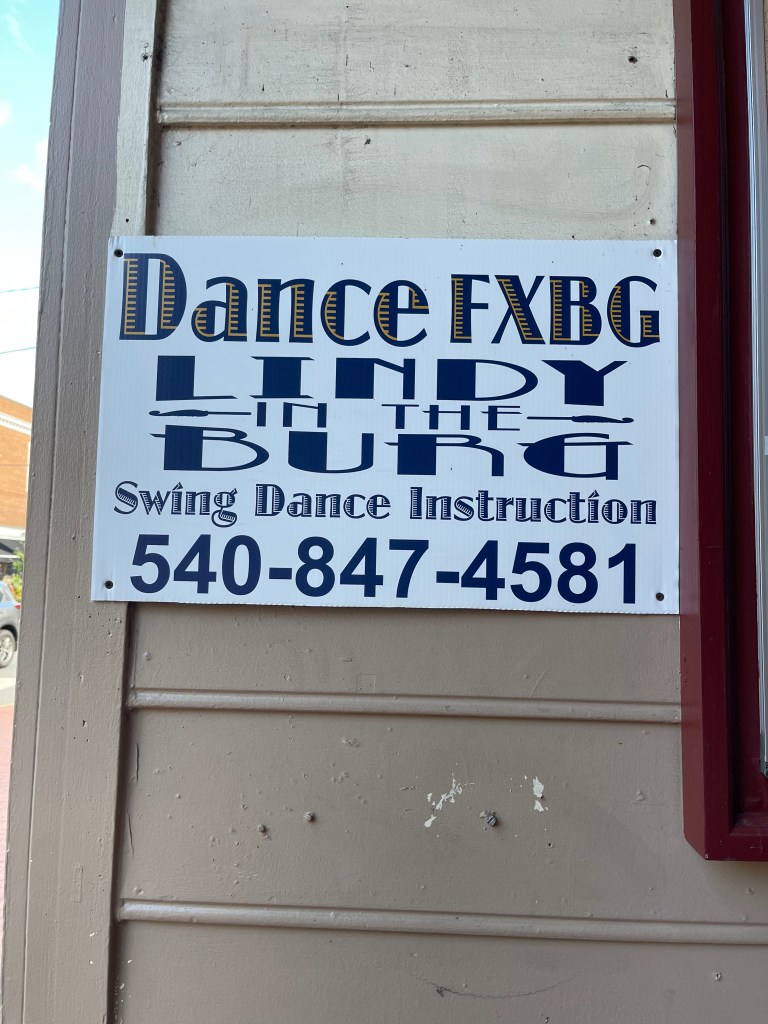 Dance FXBG
LINDY
IN THE
BURG
Swing Dance Instruction
540-847-4581